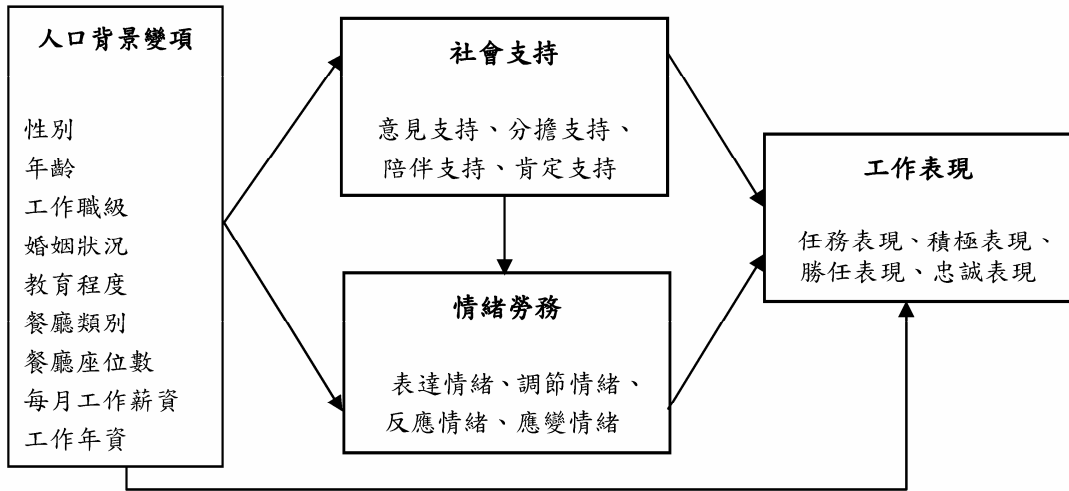 人口背景變項
性別
年齡
工作職級
婚姻狀況
教育程度
餐廳類別
餐廳座位數
每月工作薪資
工作年資
社會支持
意見支持、分擔支持、
陪伴支持、肯定支持
情緒勞務
表達情緒、調節情緒、
反應情緒、應變情緒
工作表現
任務表現、積極表現、
勝任表現、忠誠表現